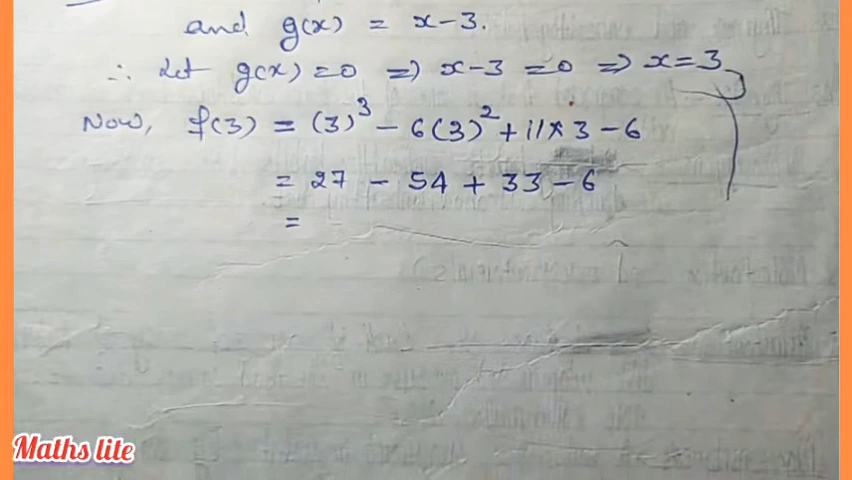 and g(x) = x-3.
∴ Let g(x) = 0 => x-3 = 0 => x = 3
Now, f(3) = (3)³ - 6(3)² + 11×3 - 6
= 27 - 54 + 33 - 6
=
Maths lite